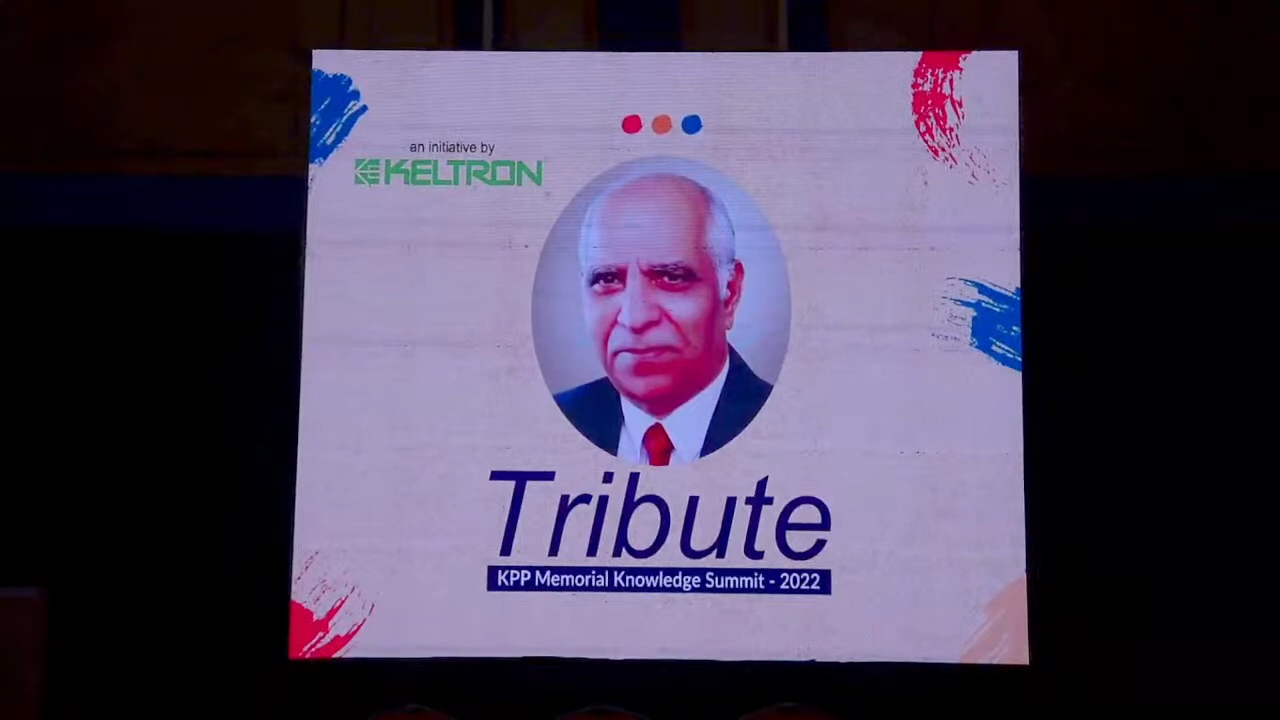 an initiative by
KELTRON
Tribute
KPP Memorial Knowledge Summit - 2022